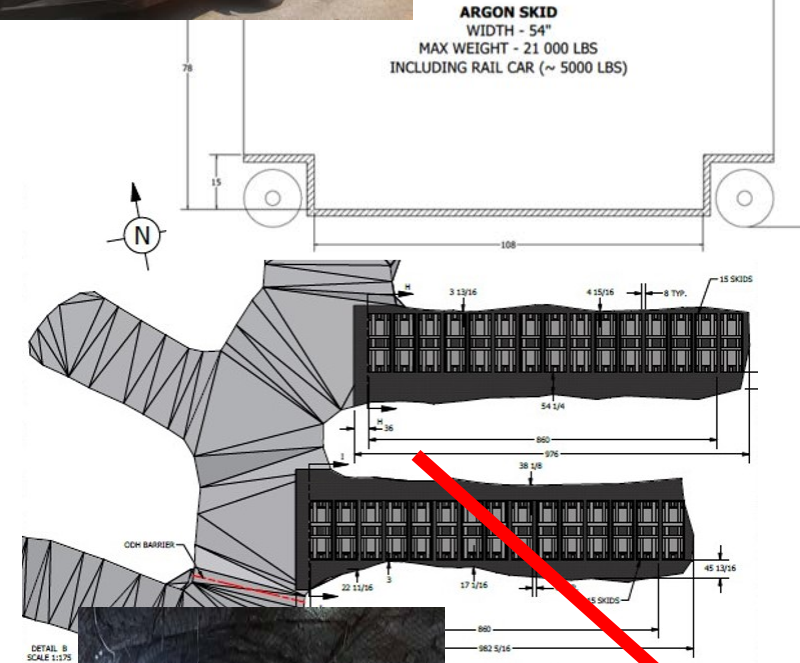 ARGON SKID
WIDTH - 54"
MAX WEIGHT - 21 000 LBS
INCLUDING RAIL CAR (~ 5000 LBS)
78
15
108
N
H
3 13/16
4 15/16
8 TYP.
15 SKIDS
54 1/4
H
36
860
976
I
38 1/8
ODH BARRIER
22 11/16
3
17 1/16
45 13/16
15 SKIDS
860
982 5/16
DETAIL B
SCALE 1:175